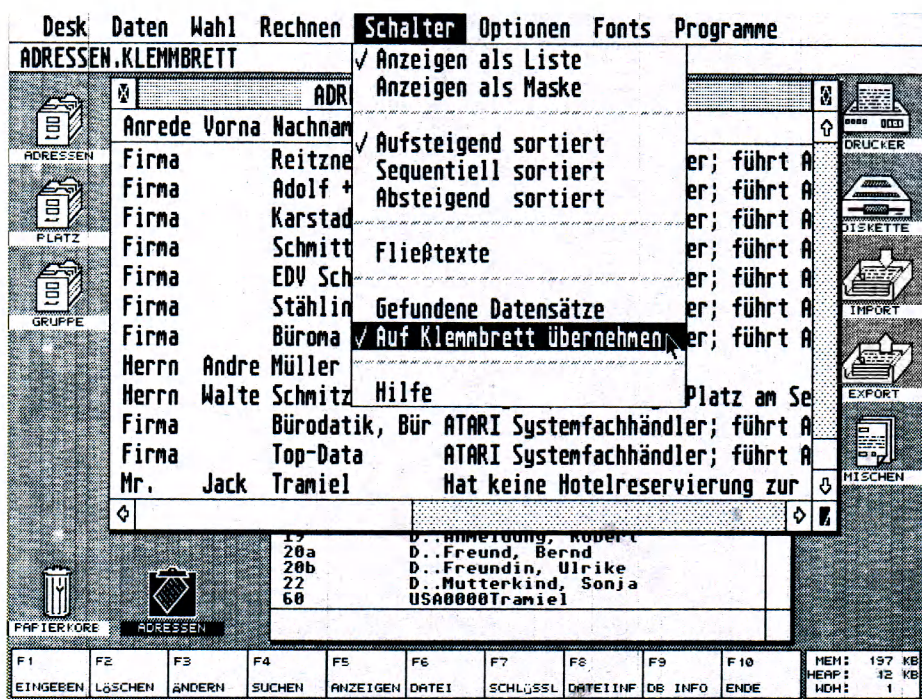 Desk Daten Wahl Rechnen Schalter Optionen Fonts Programme
ADRESSEN.KLEMMBRETT
✓ Anzeigen als Liste
Anzeigen als Maske
✓ Aufsteigend sortiert
Sequentiell sortiert
Absteigend sortiert
Fließtexte
Gefundene Datensätze
✓ Auf Klemmbrett übernehmen
Hilfe
ADR
Anrede Vorna Nachnam
Firma Reitzne er; führt A
Firma Adolf + er; führt A
Firma Karstad er; führt A
Firma Schmitt er; führt A
Firma EDV Sch er; führt A
Firma Stählin er; führt A
Firma Büroma er; führt A
Herrn Andre Müller
Herrn Walte Schmitz Platz am Se
Firma Bürodatik, Bür ATARI Systemfachhändler; führt A
Firma Top-Data ATARI Systemfachhändler; führt A
Mr. Jack Tramiel Hat keine Hotelreservierung zur
19 D..Anmeldung, Robert
20a D..Freund, Bernd
20b D..Freundin, Ulrike
22 D..Mutterkind, Sonja
60 USA0000Tramiel
ADRESSEN
PLATZ
GRUPPE
PAPIERKORB
ADRESSEN
DRUCKER
DISKETTE
IMPORT
EXPORT
MISCHEN
F1 F2 F3 F4 F5 F6 F7 F8 F9 F10
EINGEBEN LöSCHEN äNDERN SUCHEN ANZEIGEN DATEI SCHLüSSL DATEIINF DB INFO ENDE
MEM: 197 KB
HEAP: 12 KB
HDH: 1